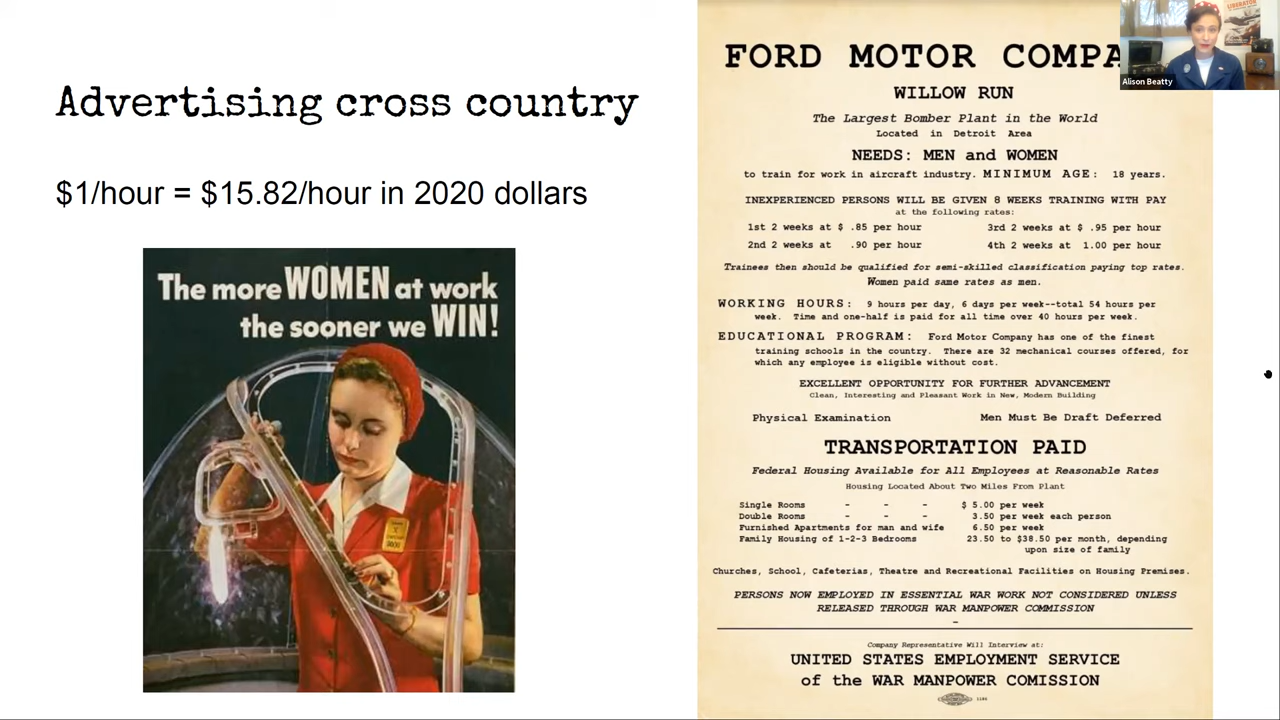 Advertising cross country
$1/hour = $15.82/hour in 2020 dollars
The more WOMEN at work
the sooner we WIN!
FORD MOTOR COMPA
WILLOW RUN
The Largest Bomber Plant in the World
Located in Detroit Area
NEEDS: MEN and WOMEN
to train for work in aircraft industry. MINIMUM AGE: 18 years.
INEXPERIENCED PERSONS WILL BE GIVEN 8 WEEKS TRAINING WITH PAY
at the following rates:
1st 2 weeks at $ .85 per hour 3rd 2 weeks at $ .95 per hour
2nd 2 weeks at .90 per hour 4th 2 weeks at 1.00 per hour
Trainees then should be qualified for semi-skilled classification paying top rates.
Women paid same rates as men.
WORKING HOURS: 9 hours per day, 6 days per week--total 54 hours per
week. Time and one-half is paid for all time over 40 hours per week.
EDUCATIONAL PROGRAM: Ford Motor Company has one of the finest
training schools in the country. There are 32 mechanical courses offered, for
which any employee is eligible without cost.
EXCELLENT OPPORTUNITY FOR FURTHER ADVANCEMENT
Clean, Interesting and Pleasant Work in New, Modern Building
Physical Examination Men Must Be Draft Deferred
TRANSPORTATION PAID
Federal Housing Available for All Employees at Reasonable Rates
Housing Located About Two Miles From Plant
Single Rooms - - - $ 5.00 per week
Double Rooms - - - 3.50 per week each person
Furnished Apartments for man and wife 6.50 per week
Family Housing of 1-2-3 Bedrooms 23.50 to $38.50 per month, depending
upon size of family
Churches, School, Cafeterias, Theatre and Recreational Facilities on Housing Premises.
PERSONS NOW EMPLOYED IN ESSENTIAL WAR WORK NOT CONSIDERED UNLESS
RELEASED THROUGH WAR MANPOWER COMMISSION
-
Company Representative Will Interview at:
UNITED STATES EMPLOYMENT SERVICE
of the WAR MANPOWER COMISSION
LIBERATOR
Alison Beatty